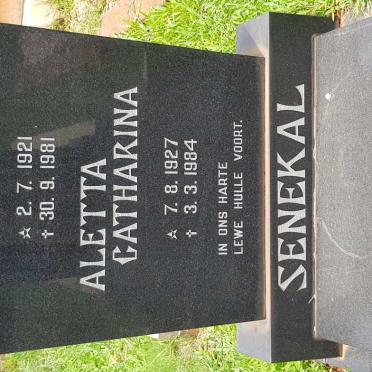 ☆ 2. 7. 1921
✝ 30. 9. 1981
ALETTA
CATHARINA
☆ 7. 8. 1927
✝ 3. 3. 1984
IN ONS HARTE
LEWE HULLE VOORT.
SENEKAL